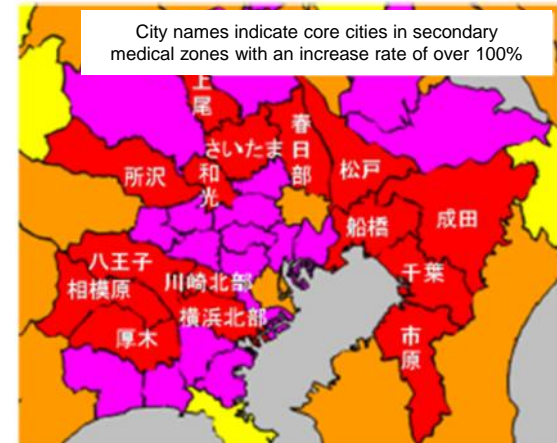 City names indicate core cities in secondary
medical zones with an increase rate of over 100%
上尾
さいたま
春日部
所沢
和光
松戸
船橋
成田
八王子
川崎北部
千葉
相模原
横浜北部
厚木
市原